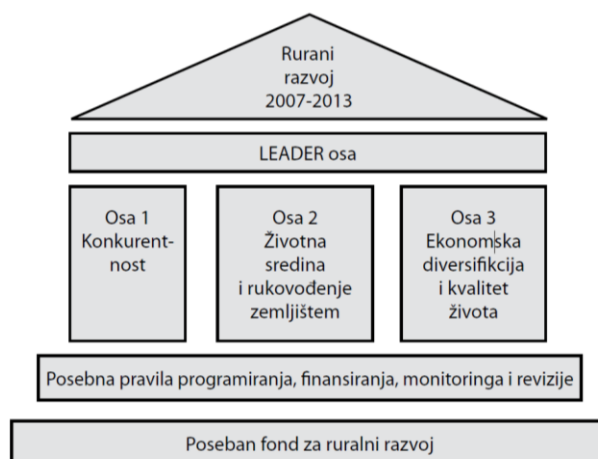 Rurani
razvoj
2007-2013
LEADER osa
Osa 1
Konkurent-
nost
Osa 2
Životna
sredina
i rukovođenje
zemljištem
Osa 3
Ekonomska
diversifikcija
i kvalitet
života
Posebna pravila programiranja, finansiranja, monitoringa i revizije
Poseban fond za ruralni razvoj